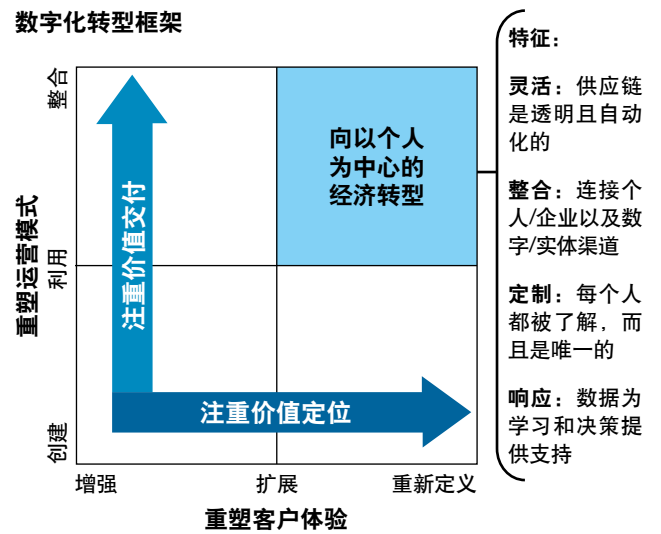 数字化转型框架
整合
利用
创建
重塑运营模式
注重价值交付
向以个人
为中心的
经济转型
注重价值定位
增强
扩展
重新定义
重塑客户体验
特征：
灵活：供应链
是透明且自动
化的
整合：连接个
人/企业以及数
字/实体渠道
定制：每个人
都被了解，而
且是唯一的
响应：数据为
学习和决策提
供支持